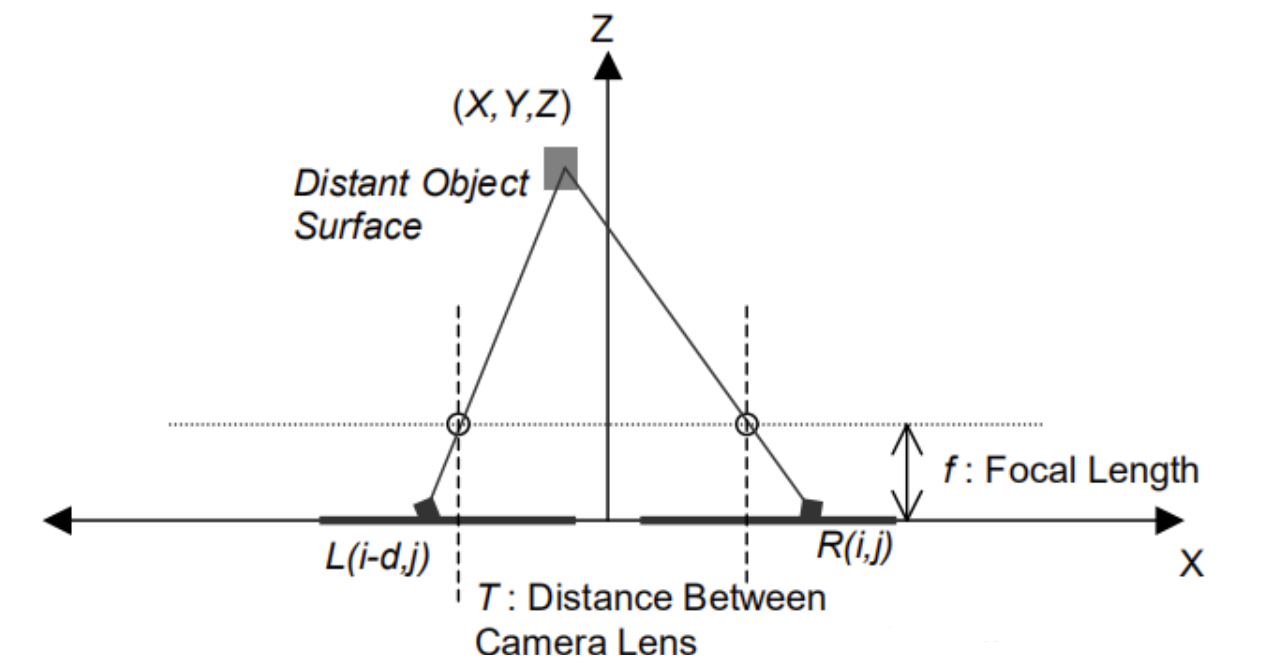 Z
(X,Y,Z)
Distant Object
Surface
f : Focal Length
L(i-d,j)
R(i,j)
X
T : Distance Between
Camera Lens